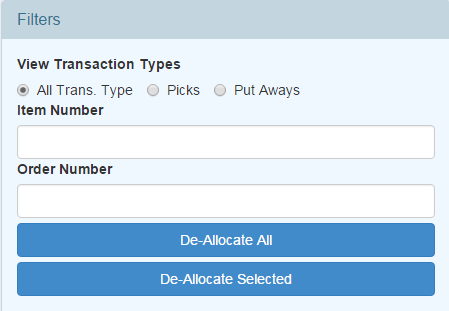 Filters
View Transaction Types
All Trans. Type Picks Put Aways
Item Number
Order Number
De-Allocate All
De-Allocate Selected